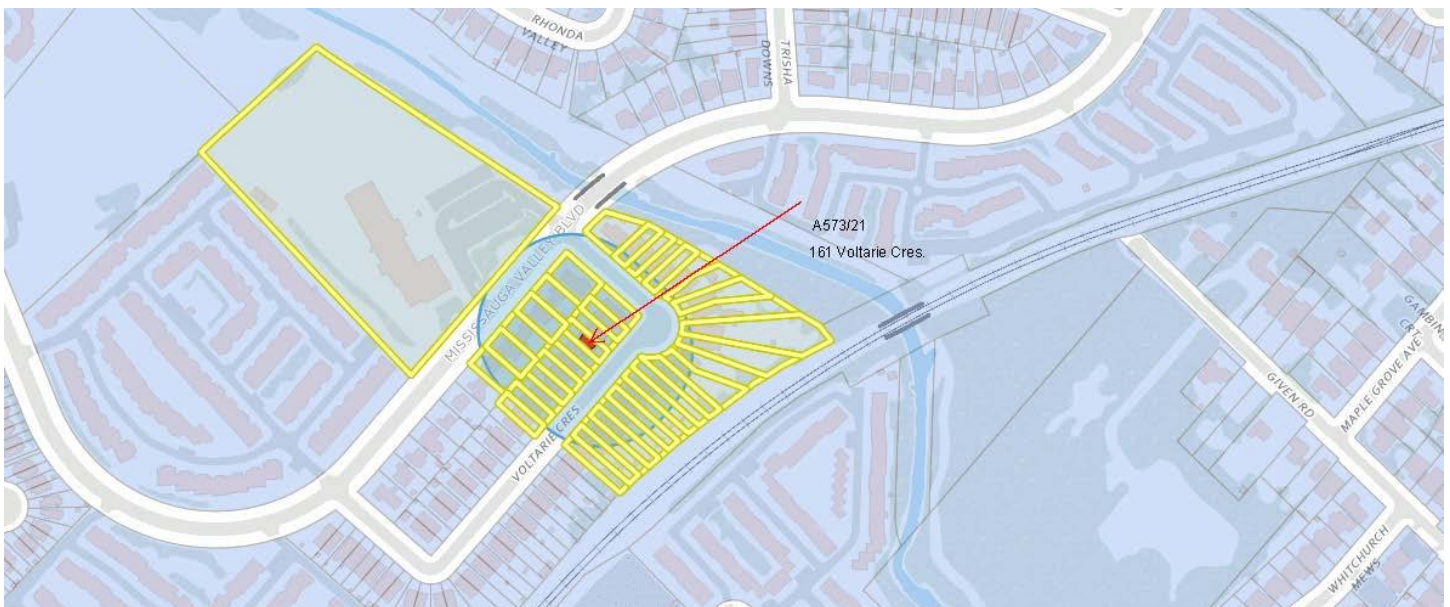 RHONDA
VALLEY
TRISHA
DOWNS
A573/21
161 Voltarie Cres.
MISSISSAUGA VALLEY BLVD
VOLTARIE CRES
GIVEN RD
MAPLE GROVE AVE
GAMBIN
CRT
WHITCHURCH
MEWS